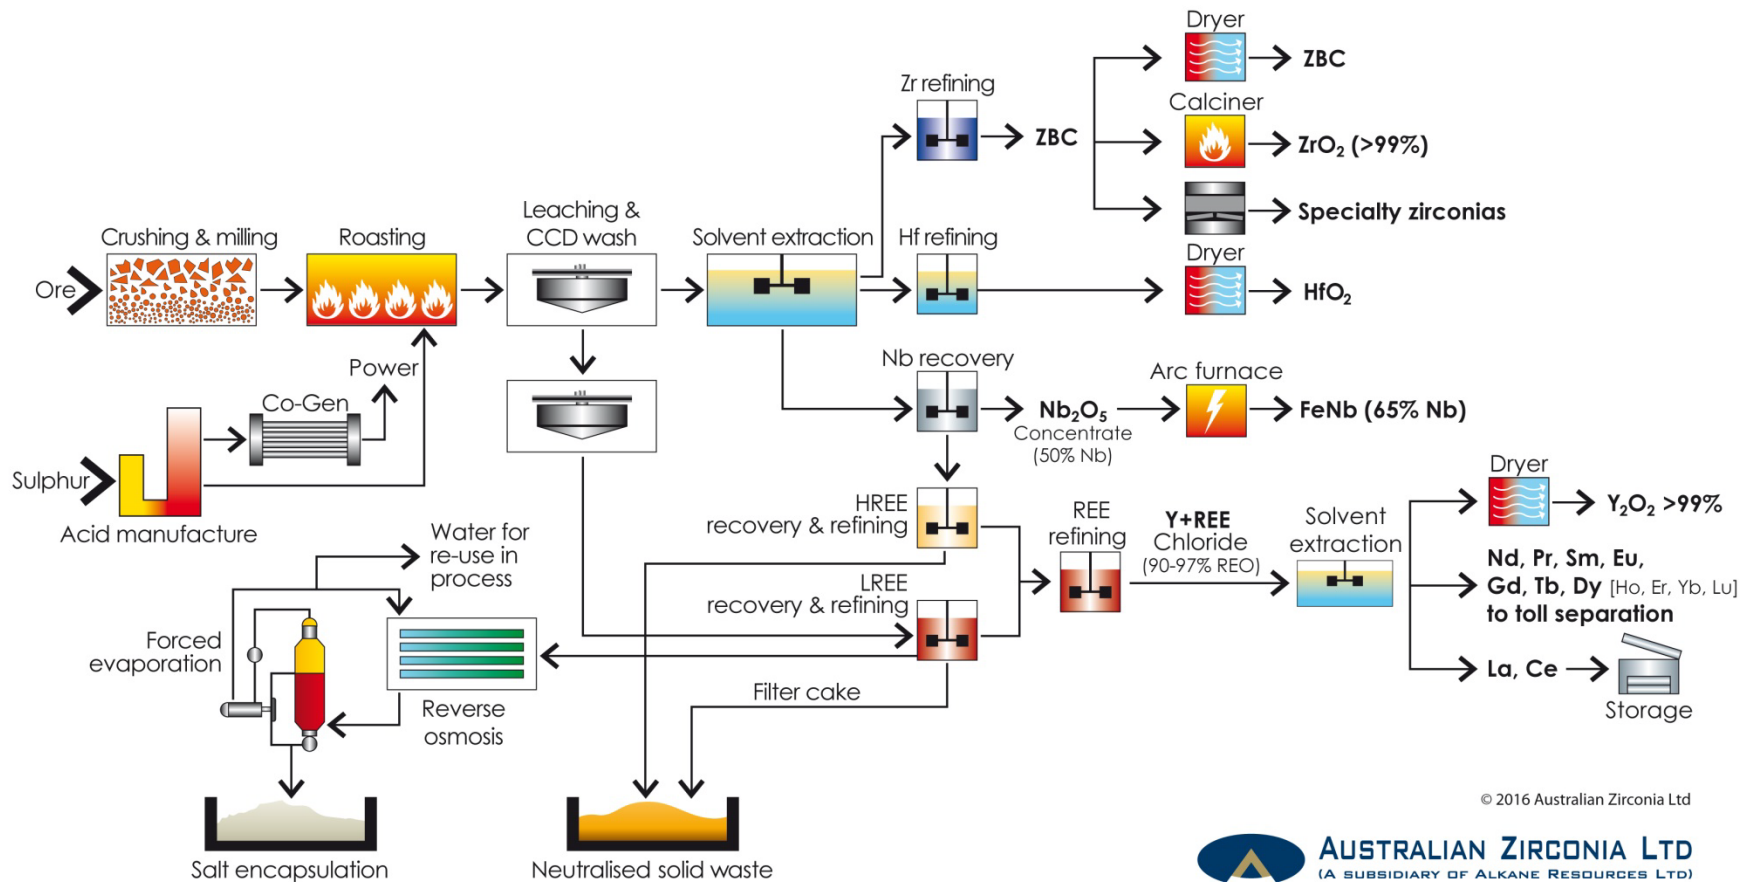 Dryer
ZBC
Zr refining
ZBC
Calciner
ZrO₂ (>99%)
Specialty zirconias
Leaching &
CCD wash
Crushing & milling
Roasting
Solvent extraction
Hf refining
Dryer
Ore
HfO₂
Nb recovery
Arc furnace
Power
Co-Gen
Nb₂O₅
Concentrate
(50% Nb)
FeNb (65% Nb)
Sulphur
Acid manufacture
HREE
recovery & refining
REE
refining
Y+REE
Chloride
(90-97% REO)
Solvent
extraction
Dryer
Y₂O₂ >99%
Water for
re-use in
process
Nd, Pr, Sm, Eu,
Gd, Tb, Dy [Ho, Er, Yb, Lu]
to toll separation
LREE
recovery & refining
Forced
evaporation
La, Ce
Storage
Filter cake
Reverse
osmosis
Salt encapsulation
Neutralised solid waste
© 2016 Australian Zirconia Ltd
AUSTRALIAN ZIRCONIA LTD
(A SUBSIDIARY OF ALKANE RESOURCES LTD)